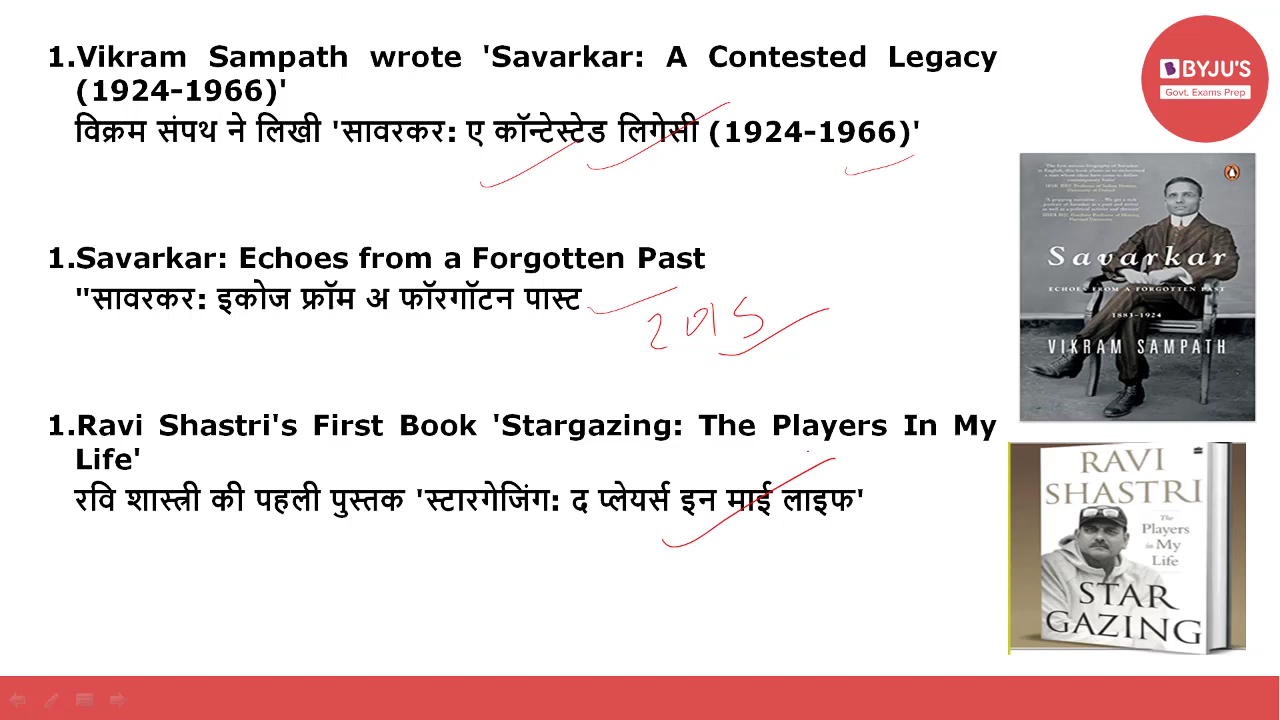 1.Vikram Sampath wrote 'Savarkar: A Contested Legacy
(1924-1966)'
विक्रम संपथ ने लिखी 'सावरकर: ए कॉन्टेस्टेड लिगेसी (1924-1966)'
BYJU'S
Govt. Exams Prep
1.Savarkar: Echoes from a Forgotten Past
"सावरकर: इकोज फ्रॉम अ फॉरगॉटन पास्ट
Savarkar
ECHOES FROM A FORGOTTEN PAST
1883–1924
VIKRAM SAMPATH
1.Ravi Shastri's First Book 'Stargazing: The Players In My
Life'
रवि शास्त्री की पहली पुस्तक 'स्टारगेजिंग: द प्लेयर्स इन माई लाइफ'
RAVI
SHASTRI
The
Players
in My
Life
STAR
GAZING